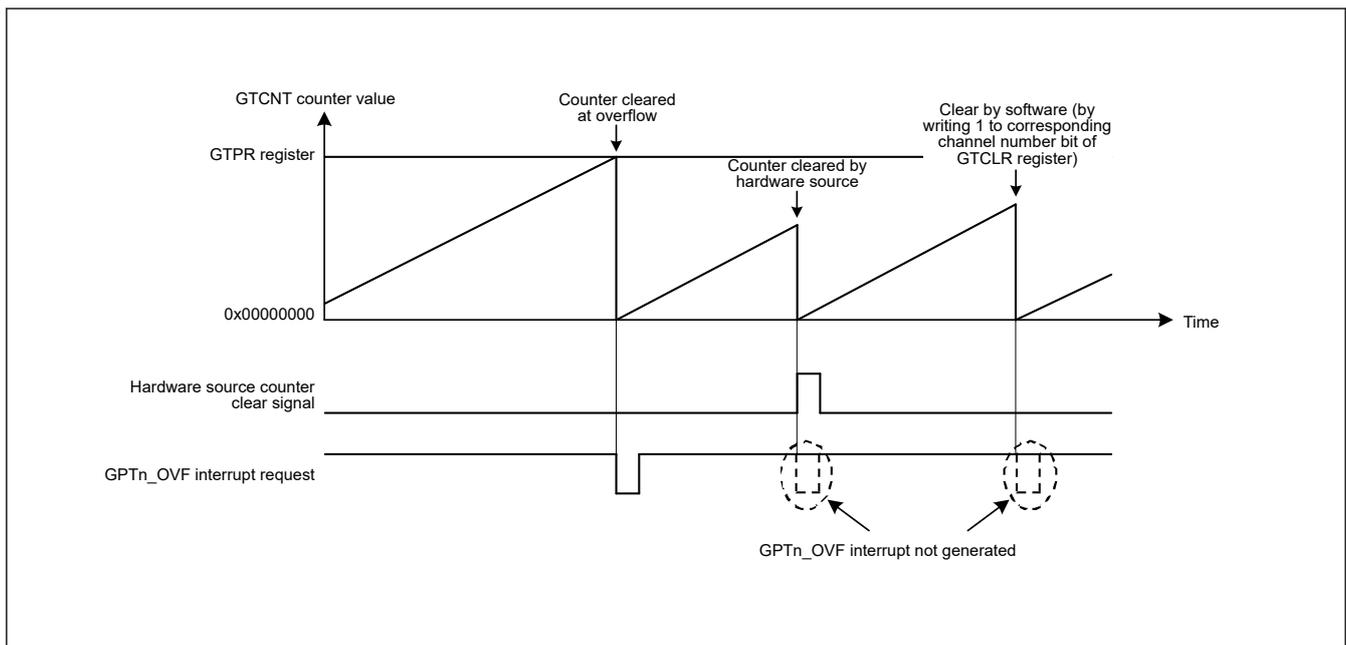 GTCNT counter value
Counter cleared
at overflow
Clear by software (by
writing 1 to corresponding
channel number bit of
GTCLR register)
GTPR register
Counter cleared by
hardware source
0x00000000
Time
Hardware source counter
clear signal
GPTn_OVF interrupt request
GPTn_OVF interrupt not generated